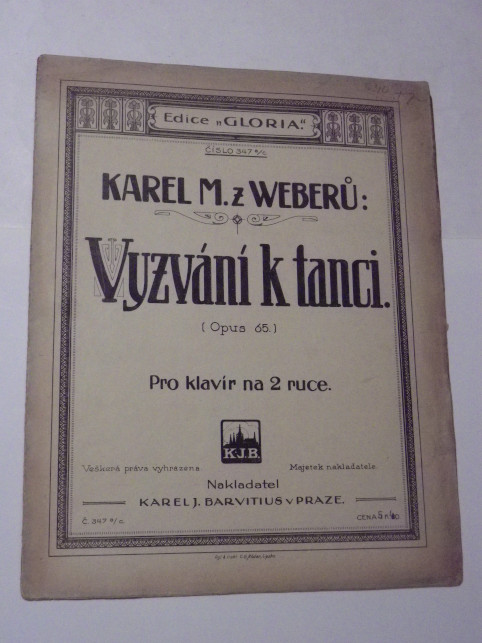 Edice „GLORIA“.
ČÍSLO 347 a/c.
KAREL M. z WEBERŮ:
Vyzvání k tanci.
(Opus 65.)
Pro klavír na 2 ruce.
K.J.B.
Veškerá práva vyhrazena. Majetek nakladatele.
Nakladatel
KAREL J. BARVITIUS v PRAZE.
Č. 347 a/c. CENA